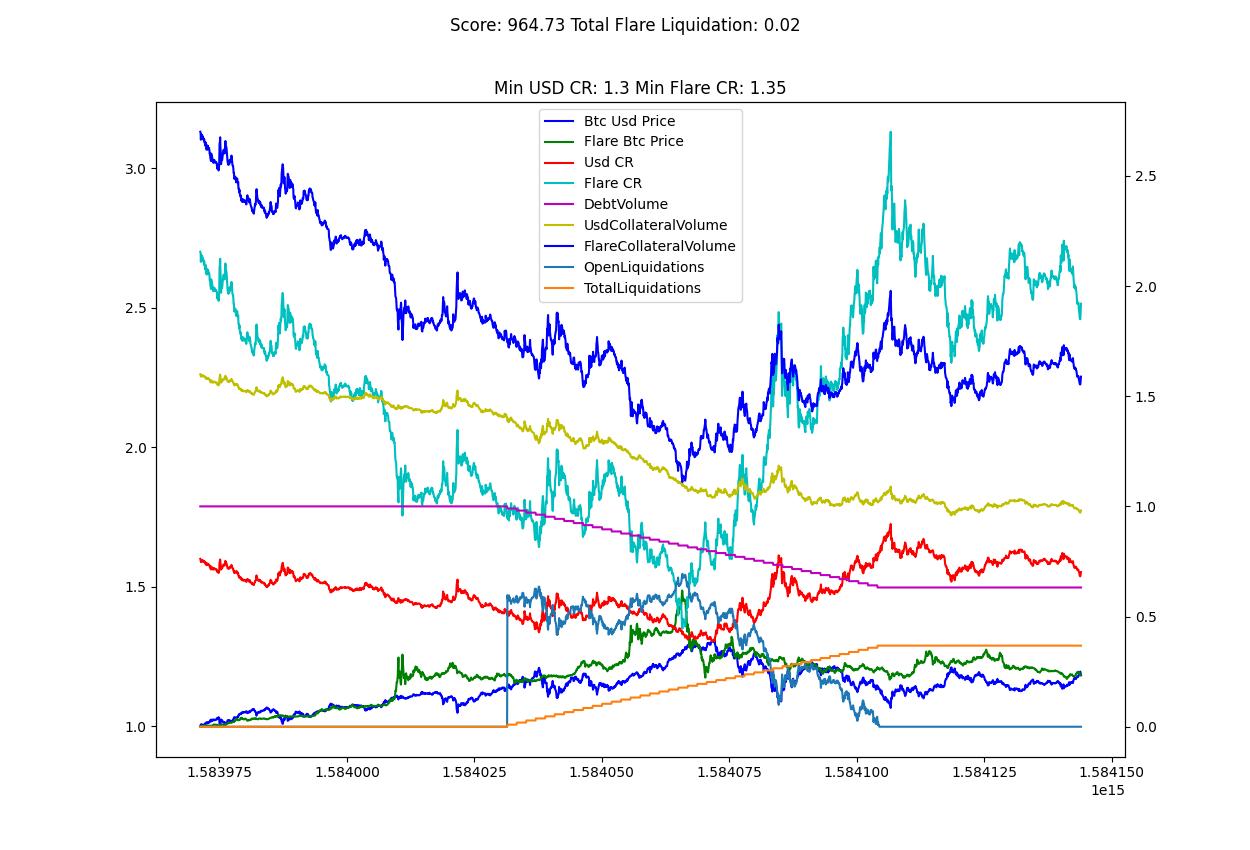 Score: 964.73 Total Flare Liquidation: 0.02
Min USD CR: 1.3 Min Flare CR: 1.35
Btc Usd Price
Flare Btc Price
Usd CR
Flare CR
DebtVolume
UsdCollateralVolume
FlareCollateralVolume
OpenLiquidations
TotalLiquidations
3.0
2.5
2.0
1.5
1.0
2.5
2.0
1.5
1.0
0.5
0.0
1.583975 1.584000 1.584025 1.584050 1.584075 1.584100 1.584125 1.584150
1e15